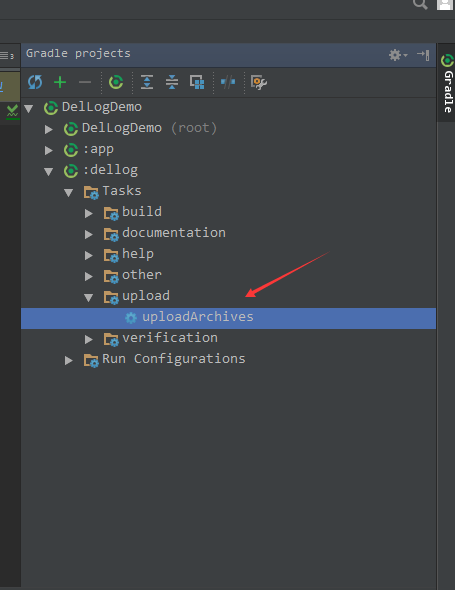 Gradle projects
DelLogDemo
DelLogDemo (root)
:app
:dellog
Tasks
build
documentation
help
other
upload
uploadArchives
verification
Run Configurations
Gradle